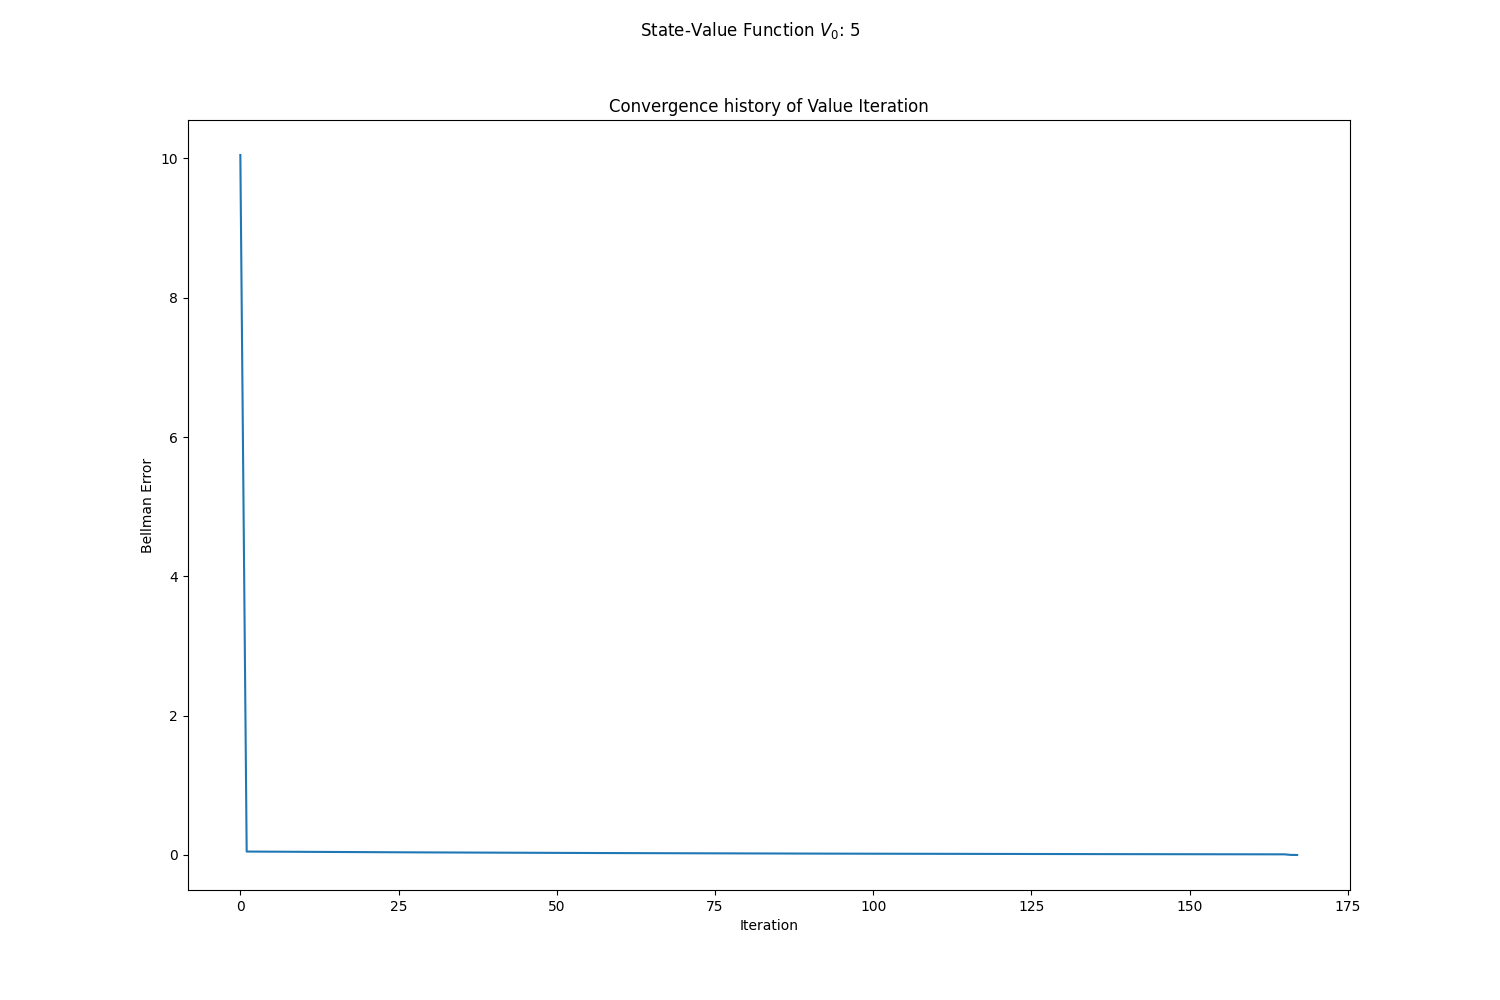 State-Value Function V₀: 5
Convergence history of Value Iteration
10
8
6
4
2
0
Bellman Error
0 25 50 75 100 125 150 175
Iteration